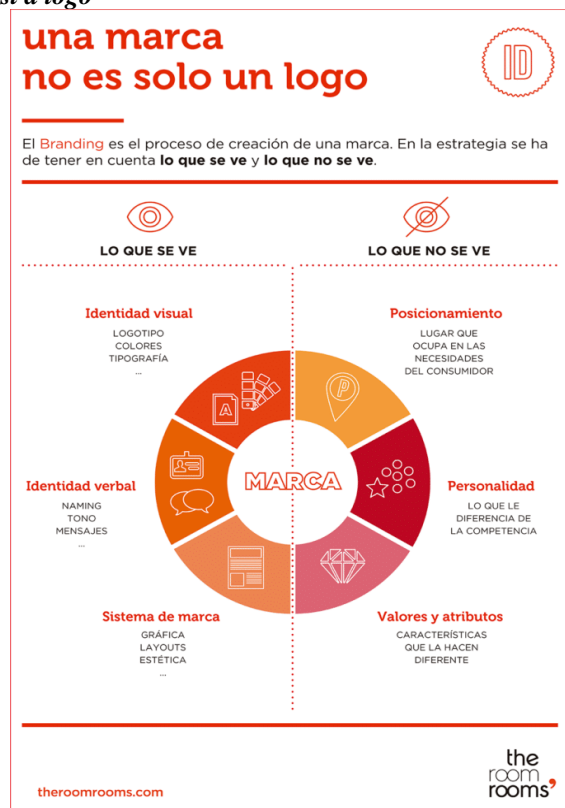 una marca
no es solo un logo
ID
El Branding es el proceso de creación de una marca. En la estrategia se ha
de tener en cuenta lo que se ve y lo que no se ve.
LO QUE SE VE
LO QUE NO SE VE
Identidad visual
LOGOTIPO
COLORES
TIPOGRAFÍA
...
Posicionamiento
LUGAR QUE
OCUPA EN LAS
NECESIDADES
DEL CONSUMIDOR
A
P
MARCA
Identidad verbal
NAMING
TONO
MENSAJES
...
Personalidad
LO QUE LE
DIFERENCIA DE
LA COMPETENCIA
Sistema de marca
GRÁFICA
LAYOUTS
ESTÉTICA
...
Valores y atributos
CARACTERÍSTICAS
QUE LA HACEN
DIFERENTE
theroomrooms.com
the
room
rooms’